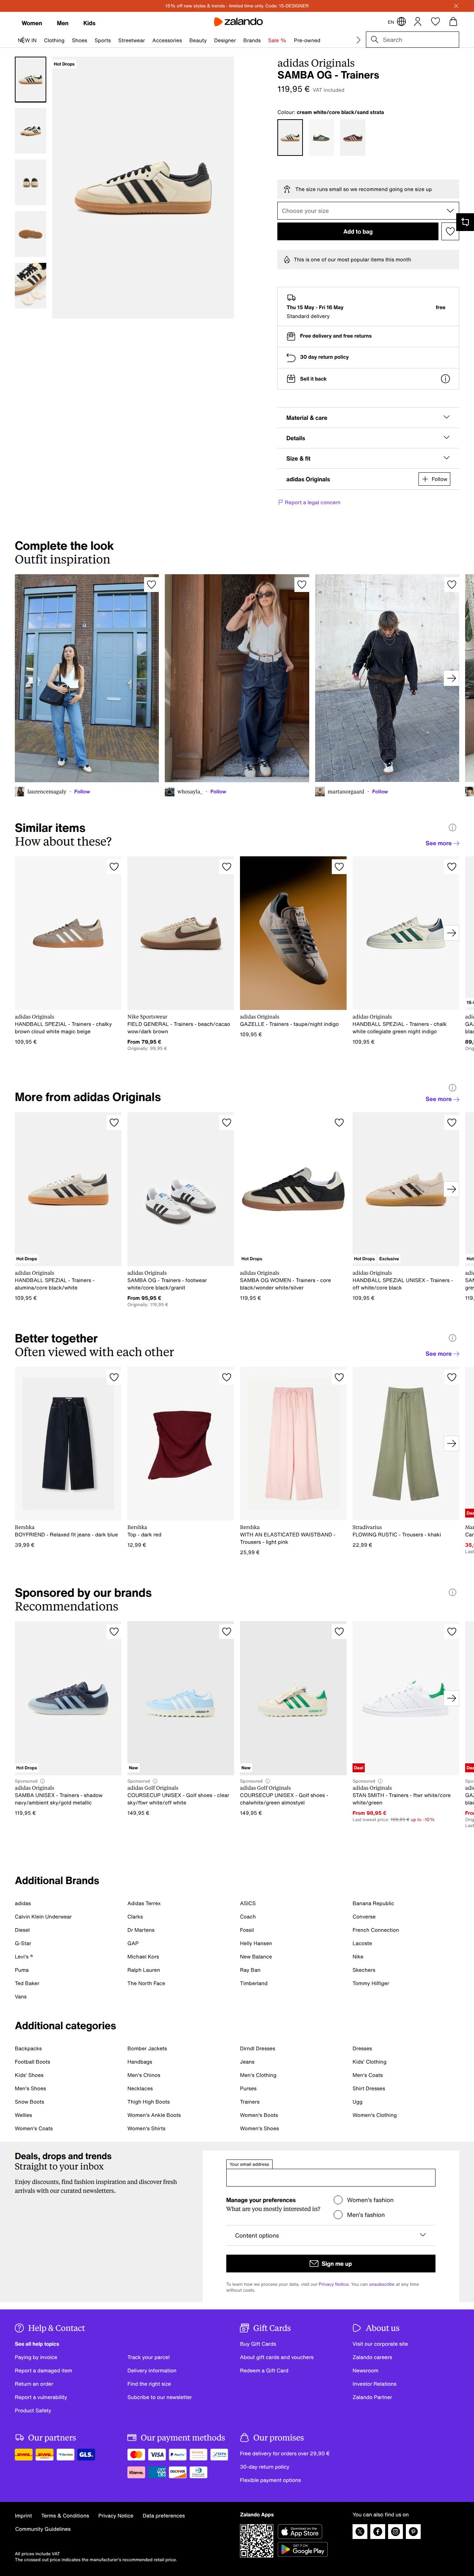 15% off new styles & trends - limited time only. Code: 15-DESIGNER
Women Men Kids
zalando
EN
NEW IN Clothing Shoes Sports Streetwear Accessories Beauty Designer Brands Sale % Pre-owned
Search
Hot Drops
adidas Originals
SAMBA OG - Trainers
119,95 € VAT included
Colour: cream white/core black/sand strata
The size runs small so we recommend going one size up
Choose your size
Add to bag
This is one of our most popular items this month
Thu 15 May - Fri 16 May free
Standard delivery
Free delivery and free returns
30 day return policy
Sell it back
Material & care
Details
Size & fit
adidas Originals
Follow
Report a legal concern
Complete the look
Outfit inspiration
laurencemagaly · Follow
whosayla_ · Follow
martanorgaard · Follow
Similar items
How about these?
See more
adidas Originals
HANDBALL SPEZIAL - Trainers - chalky
brown cloud white magic beige
109,95 €
Nike Sportswear
FIELD GENERAL - Trainers - beach/cacao
wow/dark brown
From 79,95 €
Originally: 99,95 €
adidas Originals
GAZELLE - Trainers - taupe/night indigo
109,95 €
adidas Originals
HANDBALL SPEZIAL - Trainers - chalk
white collegiate green night indigo
109,95 €
More from adidas Originals
See more
Hot Drops
adidas Originals
HANDBALL SPEZIAL - Trainers -
alumina/core black/white
109,95 €
adidas Originals
SAMBA OG - Trainers - footwear
white/core black/granit
From 95,95 €
Originally: 119,95 €
Hot Drops
adidas Originals
SAMBA OG WOMEN - Trainers - core
black/wonder white/silver
119,95 €
Hot Drops Exclusive
adidas Originals
HANDBALL SPEZIAL UNISEX - Trainers -
off white/core black
109,95 €
Better together
Often viewed with each other
See more
Bershka
BOYFRIEND - Relaxed fit jeans - dark blue
39,99 €
Bershka
Top - dark red
12,99 €
Bershka
WITH AN ELASTICATED WAISTBAND -
Trousers - light pink
25,99 €
Stradivarius
FLOWING RUSTIC - Trousers - khaki
22,99 €
Sponsored by our brands
Recommendations
Hot Drops
Sponsored
adidas Originals
SAMBA UNISEX - Trainers - shadow
navy/ambient sky/gold metallic
119,95 €
New
Sponsored
adidas Golf Originals
COURSECUP UNISEX - Golf shoes - clear
sky/ftwr white/off white
149,95 €
New
Sponsored
adidas Golf Originals
COURSECUP UNISEX - Golf shoes -
chalwhite/green almostyel
149,95 €
Deal
Sponsored
adidas Originals
STAN SMITH - Trainers - ftwr white/core
white/green
From 98,95 €
Last lowest price: 109,95 € up to -10%
Additional Brands
adidas Adidas Terrex ASICS Banana Republic
Calvin Klein Underwear Clarks Coach Converse
Diesel Dr Martens Fossil French Connection
G-Star GAP Helly Hansen Lacoste
Levi's ® Michael Kors New Balance Nike
Puma Ralph Lauren Ray Ban Skechers
Ted Baker The North Face Timberland Tommy Hilfiger
Vans
Additional categories
Backpacks Bomber Jackets Dirndl Dresses Dresses
Football Boots Handbags Jeans Kids' Clothing
Kids' Shoes Men's Chinos Men's Clothing Men's Coats
Men's Shoes Necklaces Purses Shirt Dresses
Snow Boots Thigh High Boots Trainers Ugg
Wellies Women's Ankle Boots Women's Boots Women's Clothing
Women's Coats Women's Shirts Women's Shoes
Deals, drops and trends
Straight to your inbox
Enjoy discounts, find fashion inspiration and discover fresh
arrivals with our curated newsletters.
Your email address
Manage your preferences
What are you mostly interested in?
Women's fashion
Men's fashion
Content options
Sign me up
To learn how we process your data, visit our Privacy Notice. You can unsubscribe at any time
without costs.
Help & Contact
See all help topics
Paying by invoice Track your parcel
Report a damaged item Delivery information
Return an order Find the right size
Report a vulnerability Subcribe to our newsletter
Product Safety
Gift Cards
Buy Gift Cards
About gift cards and vouchers
Redeem a Gift Card
About us
Visit our corporate site
Zalando careers
Newsroom
Investor Relations
Zalando Partner
Our partners
GLS.
Our payment methods
VISA
PayPal
Klarna.
DISCOVER
Our promises
Free delivery for orders over 29,90 €
30-day return policy
Flexible payment options
Imprint Terms & Conditions Privacy Notice Data preferences
Community Guidelines
Zalando Apps
Download on the
App Store
GET IT ON
Google Play
You can also find us on
All prices include VAT
The crossed out price indicates the manufacturer's recommended retail price.